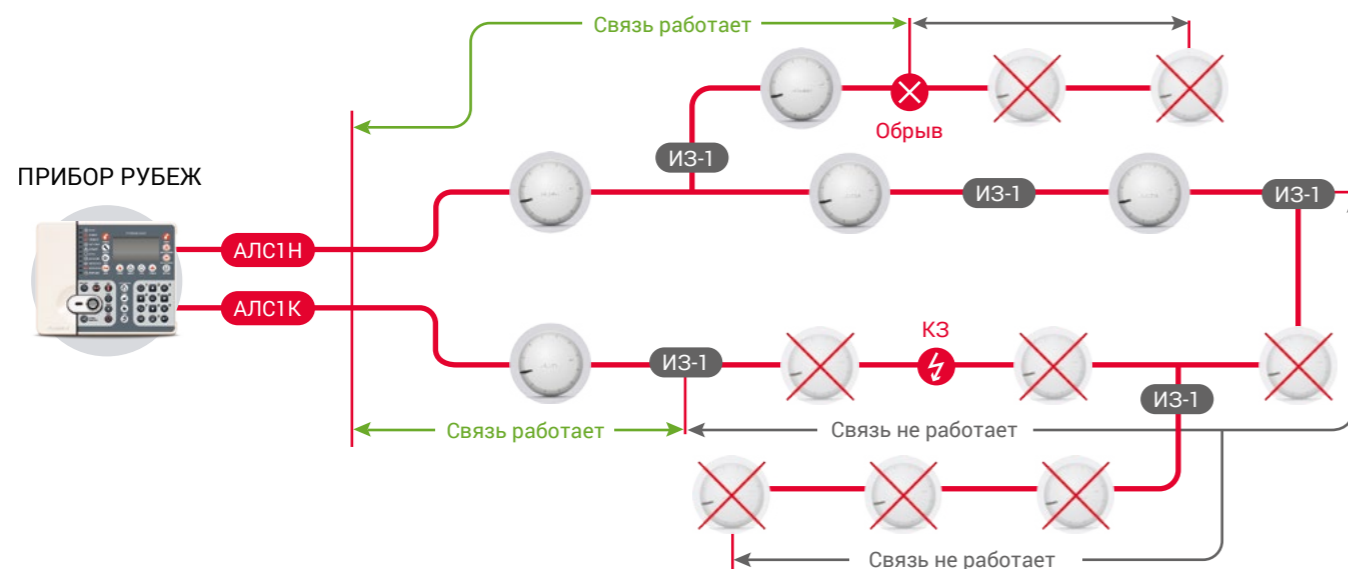 Связь работает
Обрыв
ИЗ-1
ПРИБОР РУБЕЖ
ИЗ-1
ИЗ-1
АЛС1Н
АЛС1К
КЗ
ИЗ-1
ИЗ-1
Связь работает
Связь не работает
Связь не работает